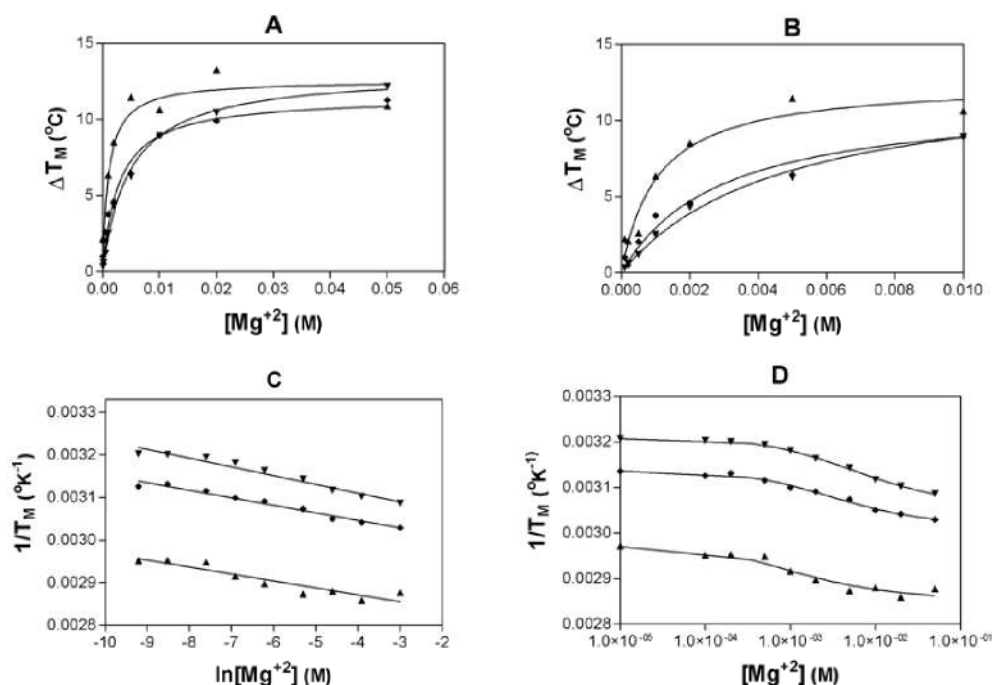 A
15
10
5
0
Δ T_M (°C)
0.00 0.01 0.02 0.03 0.04 0.05 0.06
[Mg⁺²] (M)
B
15
10
5
0
Δ T_M (°C)
0.000 0.002 0.004 0.006 0.008 0.010
[Mg⁺²] (M)
C
0.0033
0.0032
0.0031
0.0030
0.0029
0.0028
1/T_M (°K⁻¹)
-10 -9 -8 -7 -6 -5 -4 -3 -2
ln[Mg⁺²] (M)
D
0.0033
0.0032
0.0031
0.0030
0.0029
0.0028
1/T_M (°K⁻¹)
1.0×10⁻⁰⁵ 1.0×10⁻⁰⁴ 1.0×10⁻⁰³ 1.0×10⁻⁰² 1.0×10⁻⁰¹
[Mg⁺²] (M)